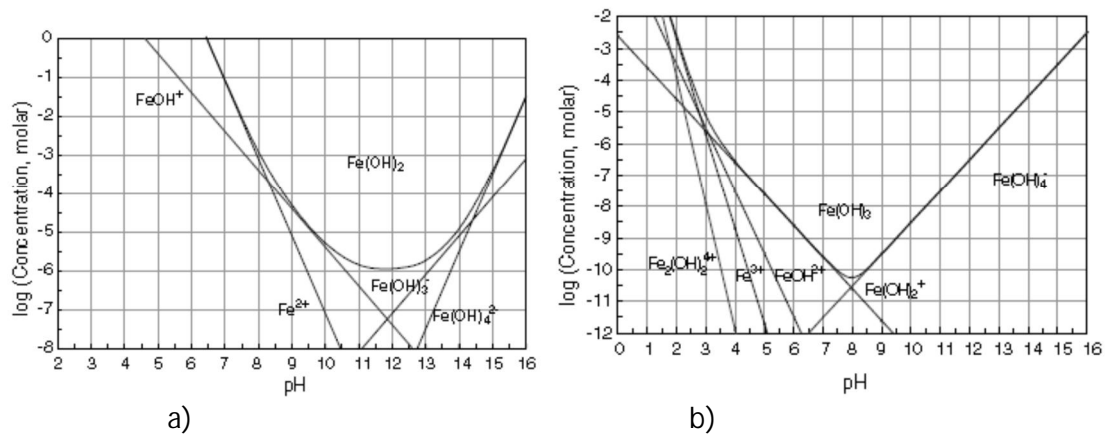 0
-1
-2
-3
-4
-5
-6
-7
-8
log (Concentration, molar)
FeOH⁺
Fe(OH)₂
Fe(OH)₃⁻
Fe²⁺
Fe(OH)₄²⁻
2 3 4 5 6 7 8 9 10 11 12 13 14 15 16
pH
a)
-2
-3
-4
-5
-6
-7
-8
-9
-10
-11
-12
log (Concentration, molar)
Fe(OH)₄⁻
Fe(OH)₃
Fe₂(OH)₂⁴⁺
Fe³⁺
FeOH²⁺
Fe(OH)₂⁺
0 1 2 3 4 5 6 7 8 9 10 11 12 13 14 15 16
pH
b)